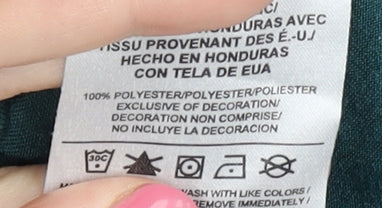 HONDURAS AVEC
TISSU PROVENANT DES É.-U./
HECHO EN HONDURAS
CON TELA DE EUA
100% POLYESTER/POLYESTER/POLIESTER
EXCLUSIVE OF DECORATION/
DECORATION NON COMPRISE/
NO INCLUYE LA DECORACION
30C
WASH WITH LIKE COLORS/
REMOVE IMMEDIATELY/